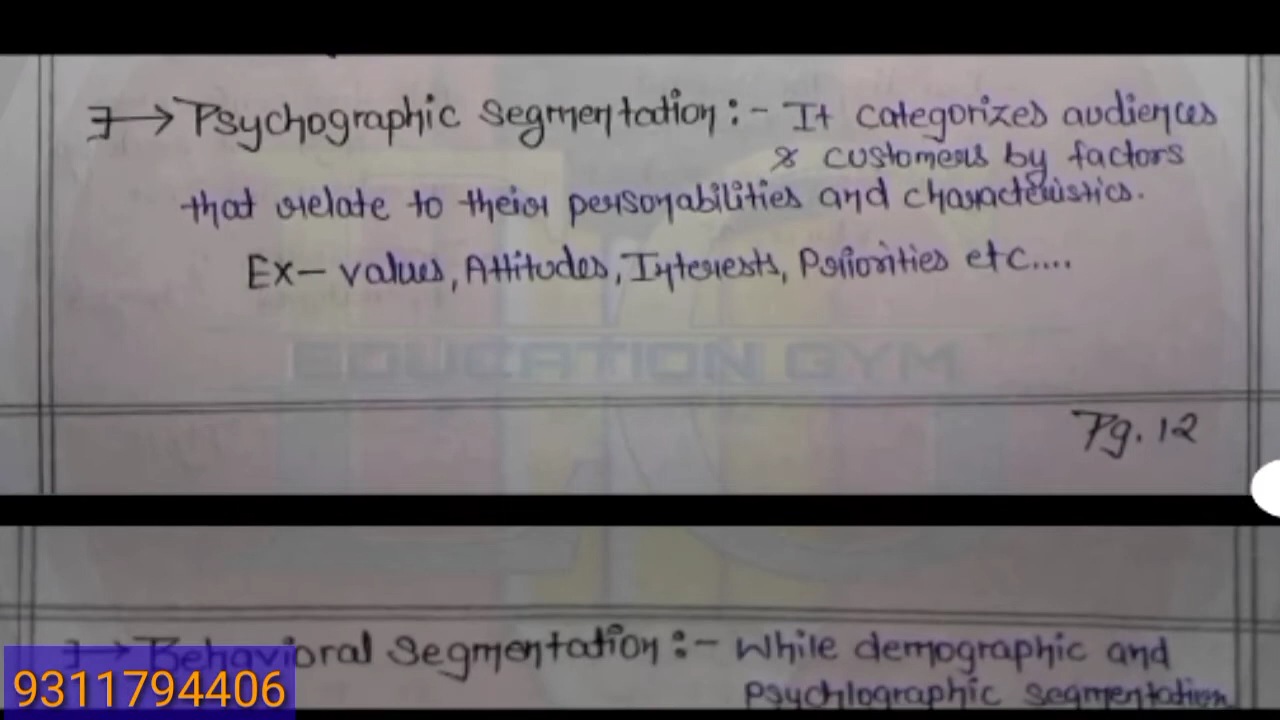 Psychographic Segmentation :- It categorizes audiences
& customers by factors
that relate to their personabilities and characteristics.
Ex- values, Attitudes, Interests, Priorities etc....
EDUCATION GYM
Pg. 12
Behavioral Segmentation :- While demographic and
Psychlographic segmentation
9311794406